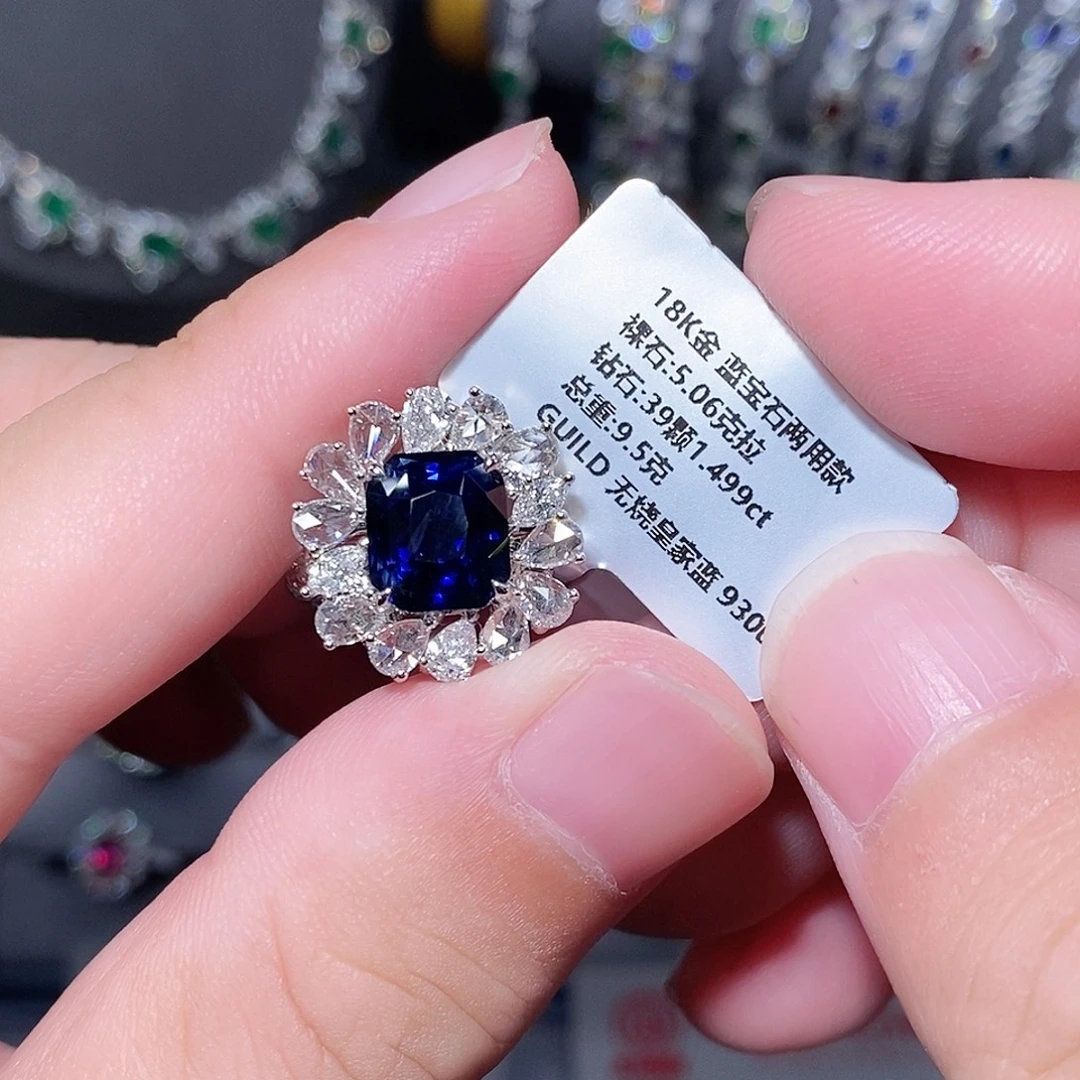 18K金 蓝宝石两用款
裸石:5.06克拉
钻石:39颗1.499ct
总重:9.5克
GUILD 无烧皇家蓝